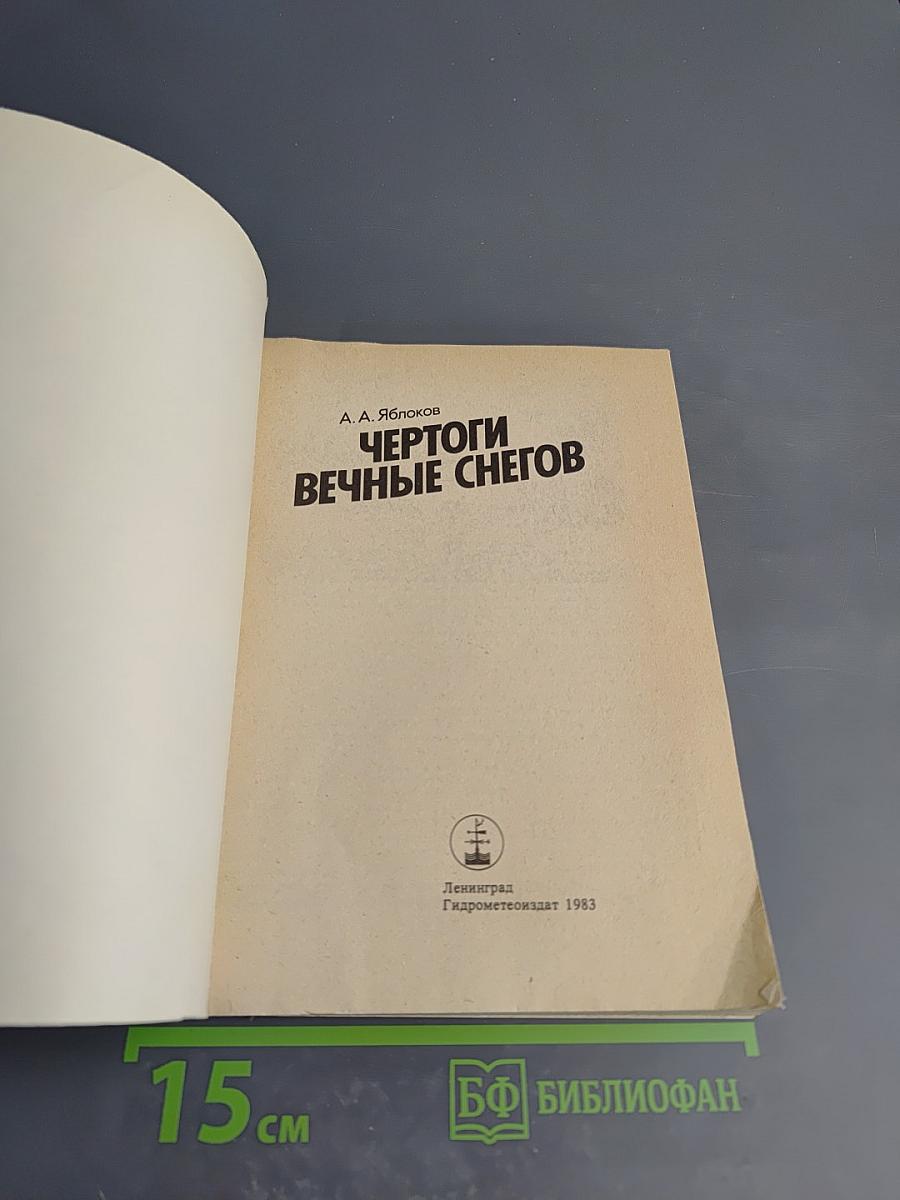 А. А. Яблоков
ЧЕРТОГИ
ВЕЧНЫЕ СНЕГОВ
Ленинград
Гидрометеоиздат 1983
15 см
БФ БИБЛИОФАН